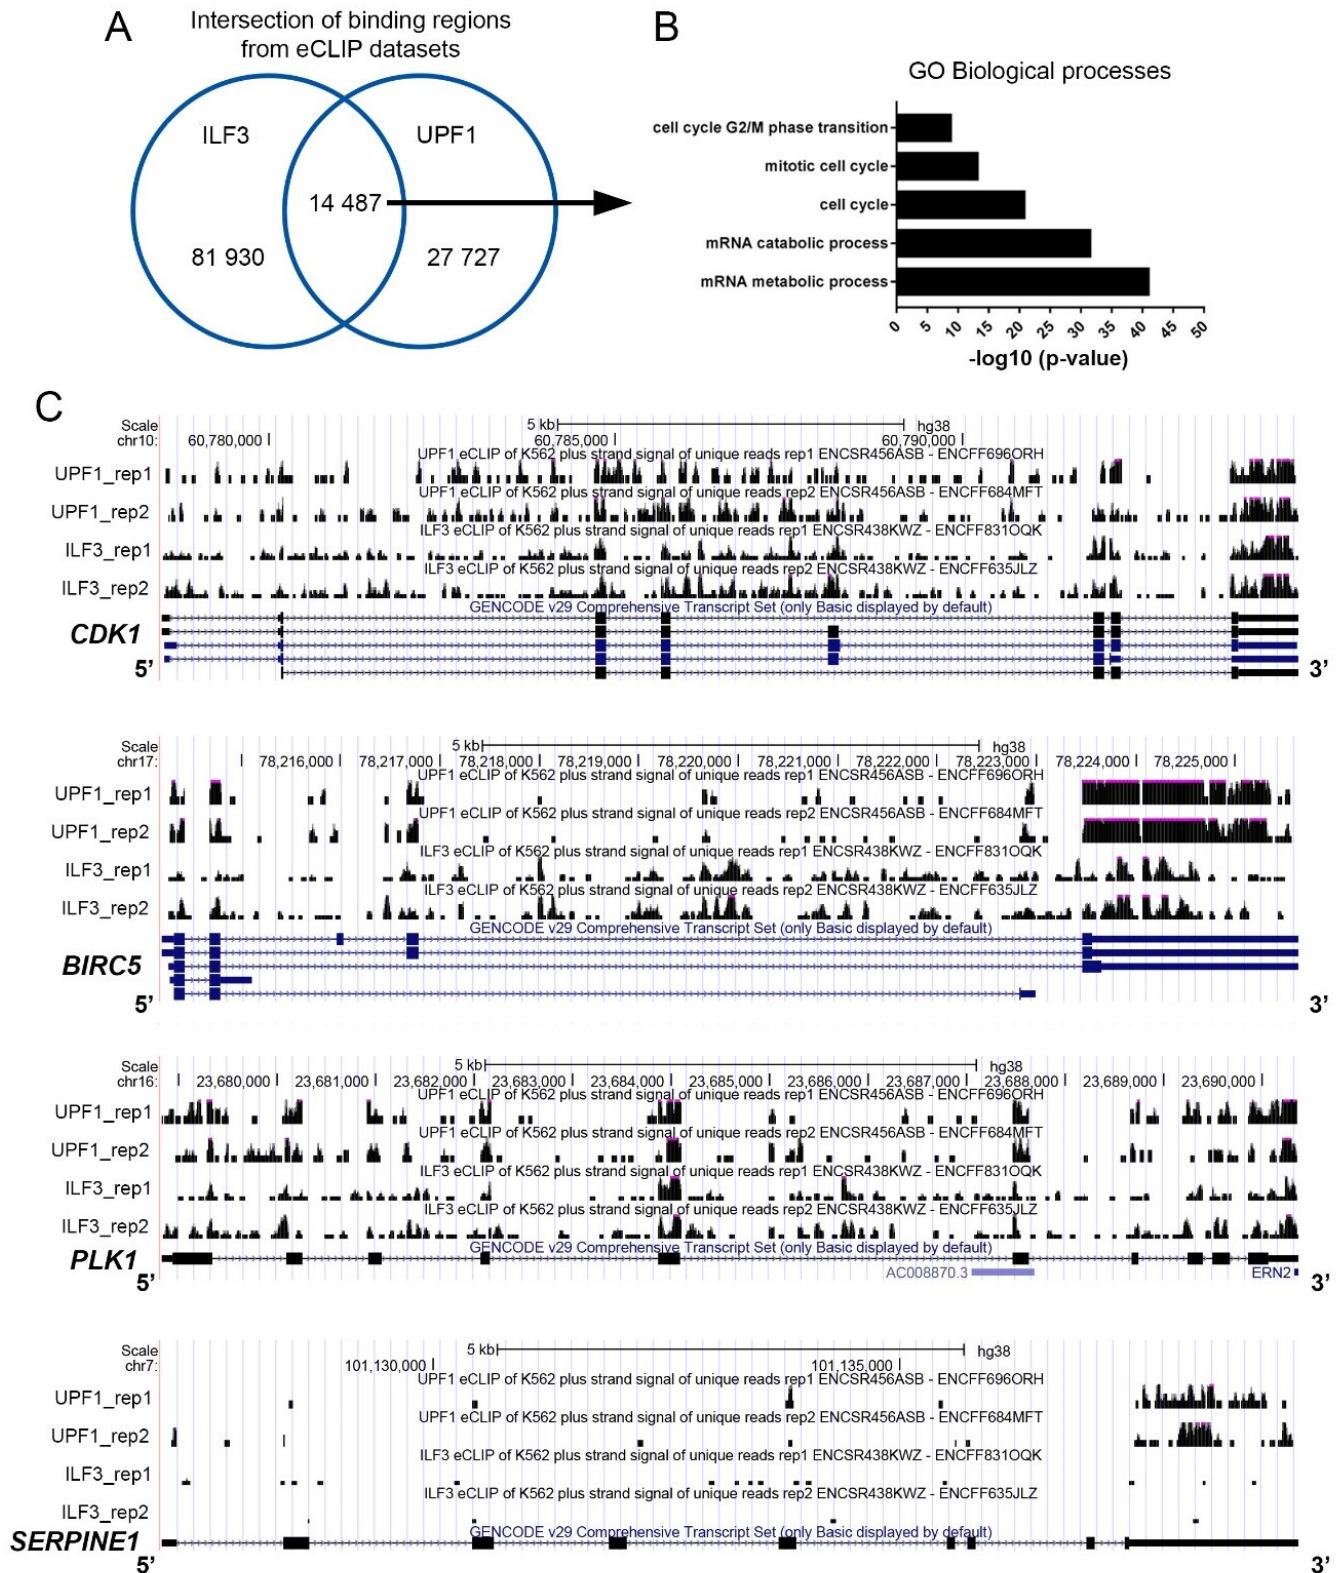 A
Intersection of binding regions
from eCLIP datasets
ILF3
UPF1
14 487
81 930
27 727
B
GO Biological processes
cell cycle G2/M phase transition
mitotic cell cycle
cell cycle
mRNA catabolic process
mRNA metabolic process
0 5 10 15 20 25 30 35 40 45 50
-log10 (p-value)
C
Scale 5 kb hg38
chr10: 60,780,000 60,785,000 60,790,000
UPF1 eCLIP of K562 plus strand signal of unique reads rep1 ENCSR456ASB - ENCFF696ORH
UPF1_rep1
UPF1 eCLIP of K562 plus strand signal of unique reads rep2 ENCSR456ASB - ENCFF684MFT
UPF1_rep2
ILF3 eCLIP of K562 plus strand signal of unique reads rep1 ENCSR438KWZ - ENCFF831OQK
ILF3_rep1
ILF3 eCLIP of K562 plus strand signal of unique reads rep2 ENCSR438KWZ - ENCFF635JLZ
ILF3_rep2
GENCODE v29 Comprehensive Transcript Set (only Basic displayed by default)
CDK1
5' 3'
Scale 5 kb hg38
chr17: 78,216,000 78,217,000 78,218,000 78,219,000 78,220,000 78,221,000 78,222,000 78,223,000 78,224,000 78,225,000
UPF1 eCLIP of K562 plus strand signal of unique reads rep1 ENCSR456ASB - ENCFF696ORH
UPF1_rep1
UPF1 eCLIP of K562 plus strand signal of unique reads rep2 ENCSR456ASB - ENCFF684MFT
UPF1_rep2
ILF3 eCLIP of K562 plus strand signal of unique reads rep1 ENCSR438KWZ - ENCFF831OQK
ILF3_rep1
ILF3 eCLIP of K562 plus strand signal of unique reads rep2 ENCSR438KWZ - ENCFF635JLZ
ILF3_rep2
GENCODE v29 Comprehensive Transcript Set (only Basic displayed by default)
BIRC5
5' 3'
Scale 5 kb hg38
chr16: 23,680,000 23,681,000 23,682,000 23,683,000 23,684,000 23,685,000 23,686,000 23,687,000 23,688,000 23,689,000 23,690,000
UPF1 eCLIP of K562 plus strand signal of unique reads rep1 ENCSR456ASB - ENCFF696ORH
UPF1_rep1
UPF1 eCLIP of K562 plus strand signal of unique reads rep2 ENCSR456ASB - ENCFF684MFT
UPF1_rep2
ILF3 eCLIP of K562 plus strand signal of unique reads rep1 ENCSR438KWZ - ENCFF831OQK
ILF3_rep1
ILF3 eCLIP of K562 plus strand signal of unique reads rep2 ENCSR438KWZ - ENCFF635JLZ
ILF3_rep2
GENCODE v29 Comprehensive Transcript Set (only Basic displayed by default)
PLK1
AC008870.3 ERN2
5' 3'
Scale 5 kb hg38
chr7: 101,130,000 101,135,000
UPF1 eCLIP of K562 plus strand signal of unique reads rep1 ENCSR456ASB - ENCFF696ORH
UPF1_rep1
UPF1 eCLIP of K562 plus strand signal of unique reads rep2 ENCSR456ASB - ENCFF684MFT
UPF1_rep2
ILF3 eCLIP of K562 plus strand signal of unique reads rep1 ENCSR438KWZ - ENCFF831OQK
ILF3_rep1
ILF3 eCLIP of K562 plus strand signal of unique reads rep2 ENCSR438KWZ - ENCFF635JLZ
ILF3_rep2
GENCODE v29 Comprehensive Transcript Set (only Basic displayed by default)
SERPINE1
5' 3'